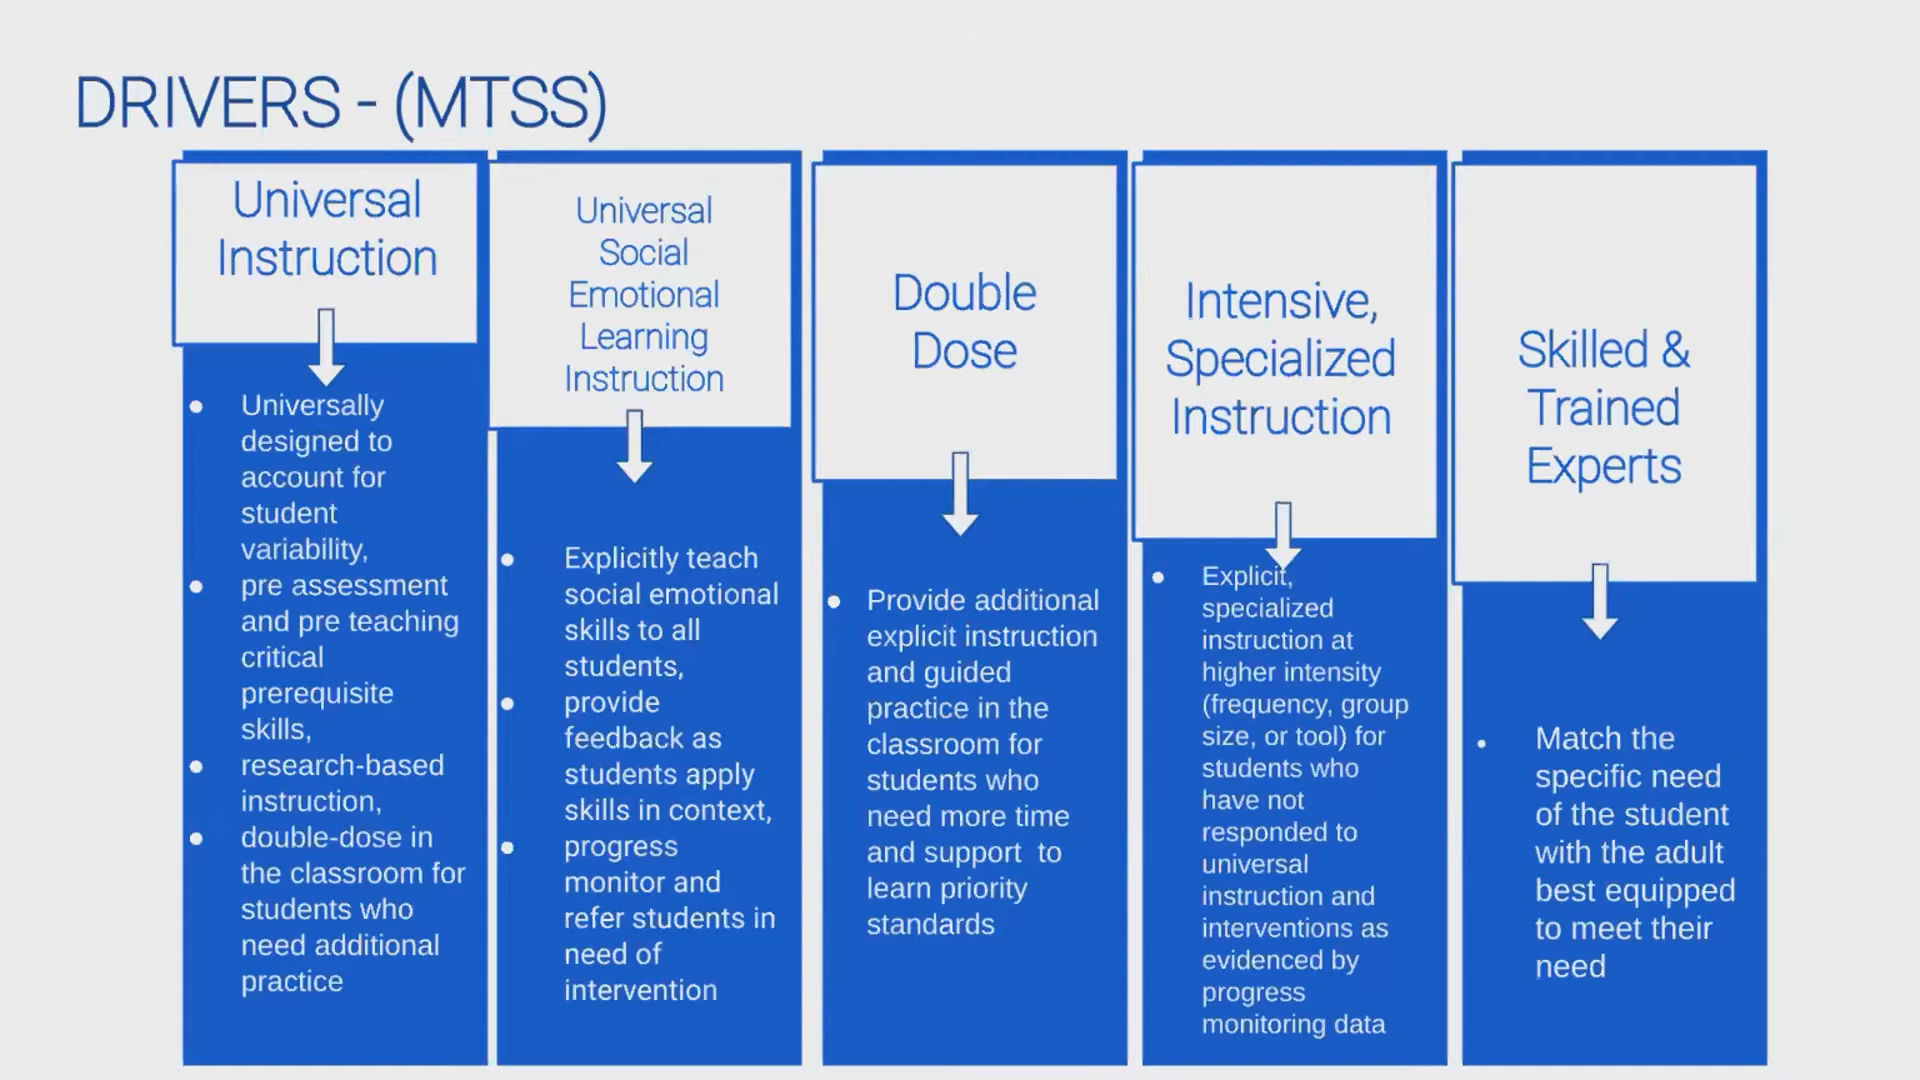 DRIVERS - (MTSS)
Universal
Instruction
Universally
designed to
account for
student
variability,
pre assessment
and pre teaching
critical
prerequisite
skills,
research-based
instruction,
double-dose in
the classroom for
students who
need additional
practice
Universal
Social
Emotional
Learning
Instruction
Explicitly teach
social emotional
skills to all
students,
provide
feedback as
students apply
skills in context,
progress
monitor and
refer students in
need of
intervention
Double
Dose
Provide additional
explicit instruction
and guided
practice in the
classroom for
students who
need more time
and support to
learn priority
standards
Intensive,
Specialized
Instruction
Explicit,
specialized
instruction at
higher intensity
(frequency, group
size, or tool) for
students who
have not
responded to
universal
instruction and
interventions as
evidenced by
progress
monitoring data
Skilled &
Trained
Experts
Match the
specific need
of the student
with the adult
best equipped
to meet their
need